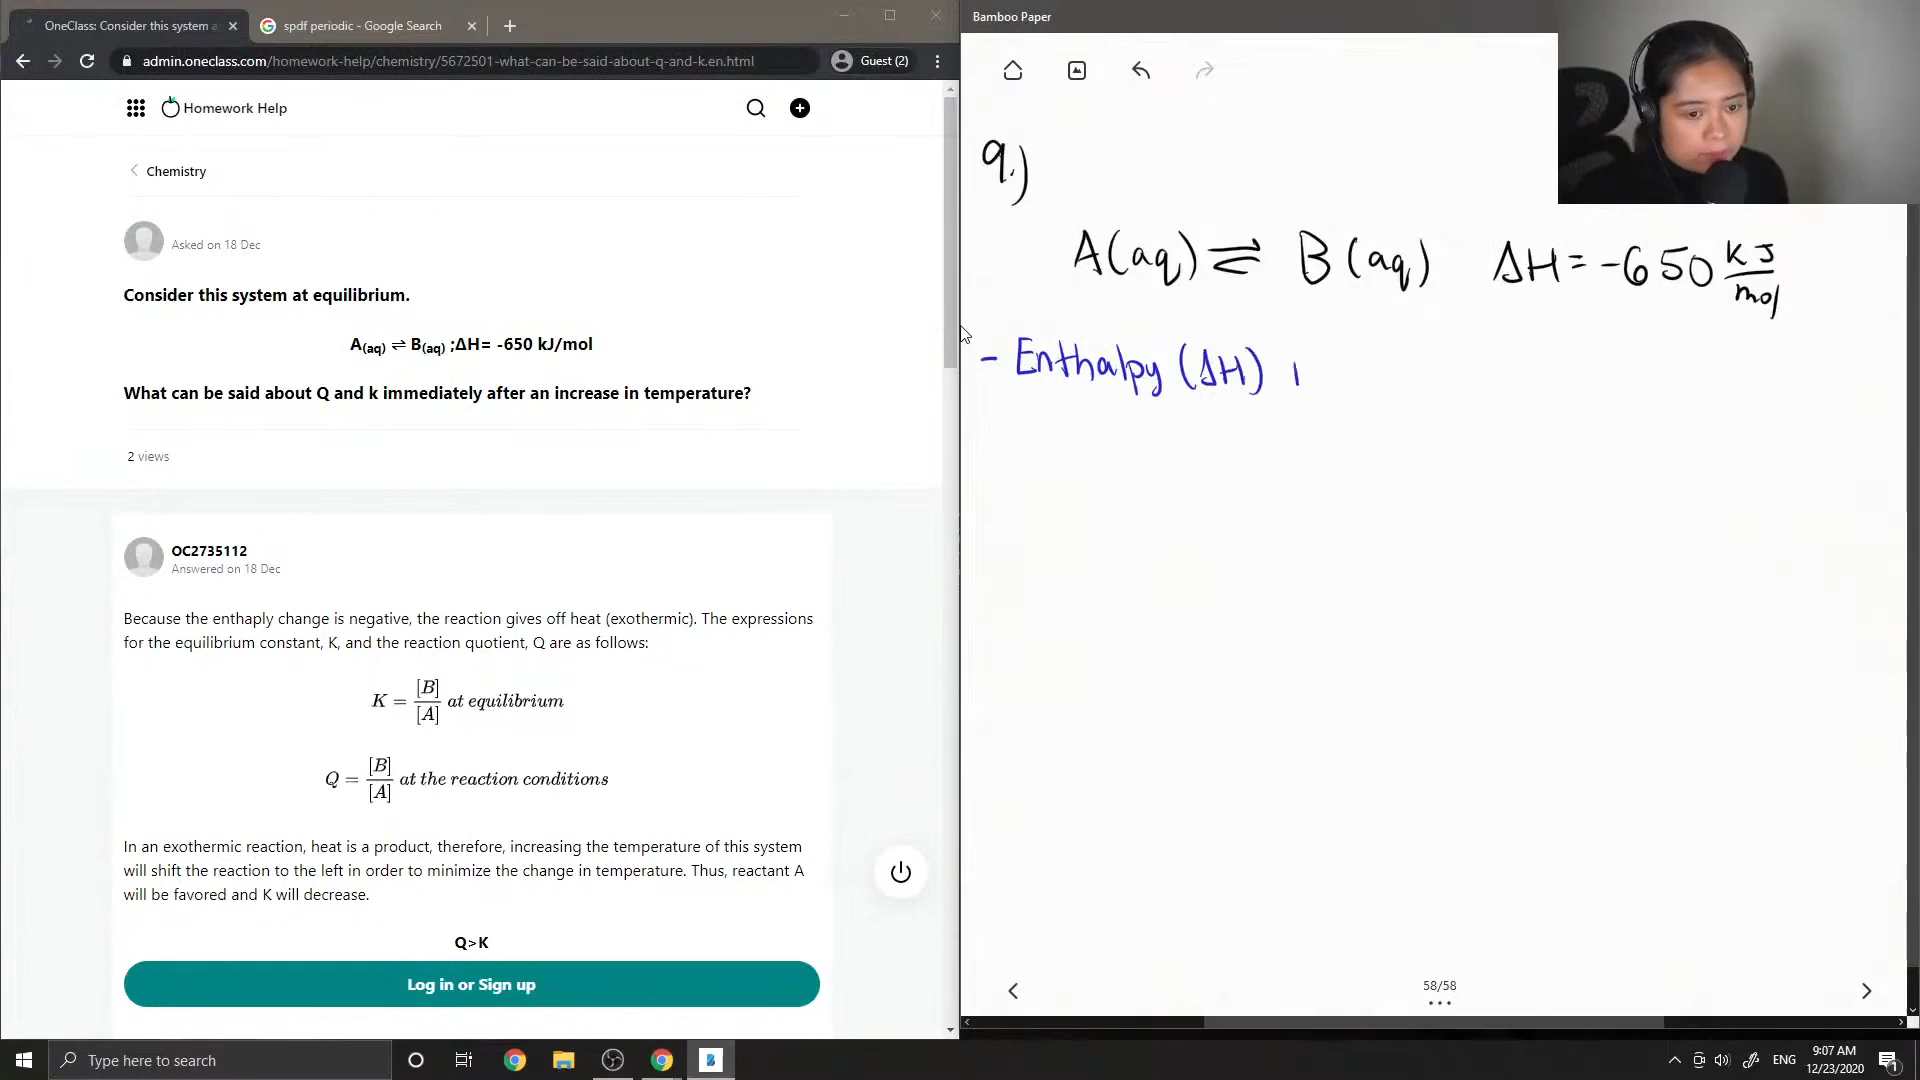 OneClass: Consider this system a
spdf periodic - Google Search
admin.oneclass.com/homework-help/chemistry/5672501-what-can-be-said-about-q-and-k.en.html
Guest (2)
Homework Help
Chemistry
Asked on 18 Dec
Consider this system at equilibrium.
A(aq) ⇌ B(aq) ;ΔH= -650 kJ/mol
What can be said about Q and k immediately after an increase in temperature?
2 views
OC2735112
Answered on 18 Dec
Because the enthaply change is negative, the reaction gives off heat (exothermic). The expressions
for the equilibrium constant, K, and the reaction quotient, Q are as follows:
K = [B]/[A] at equilibrium
Q = [B]/[A] at the reaction conditions
In an exothermic reaction, heat is a product, therefore, increasing the temperature of this system
will shift the reaction to the left in order to minimize the change in temperature. Thus, reactant A
will be favored and K will decrease.
Q>K
Log in or Sign up
Bamboo Paper
9.)
A(aq) ⇌ B(aq) ΔH = -650 kJ/mol
- Enthalpy (ΔH)
58/58
Type here to search
ENG
9:07 AM
12/23/2020
1